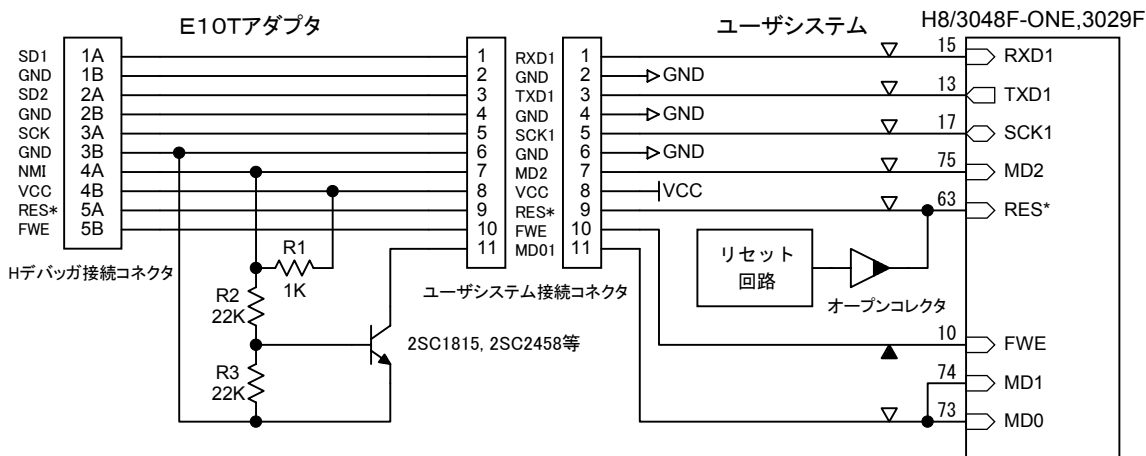 E10Tアダプタ
ユーザシステム
H8/3048F-ONE,3029F
SD1 1A
GND 1B
SD2 2A
GND 2B
SCK 3A
GND 3B
NMI 4A
VCC 4B
RES* 5A
FWE 5B
Hデバッガ接続コネクタ
R1
1K
R2
22K
R3
22K
2SC1815, 2SC2458等
1 RXD1 1
2 GND 2
3 TXD1 3
4 GND 4
5 SCK1 5
6 GND 6
7 MD2 7
8 VCC 8
9 RES* 9
10 FWE 10
11 MD01 11
ユーザシステム接続コネクタ
GND
GND
GND
VCC
リセット
回路
オープンコレクタ
15 RXD1
13 TXD1
17 SCK1
75 MD2
63 RES*
10 FWE
74 MD1
73 MD0